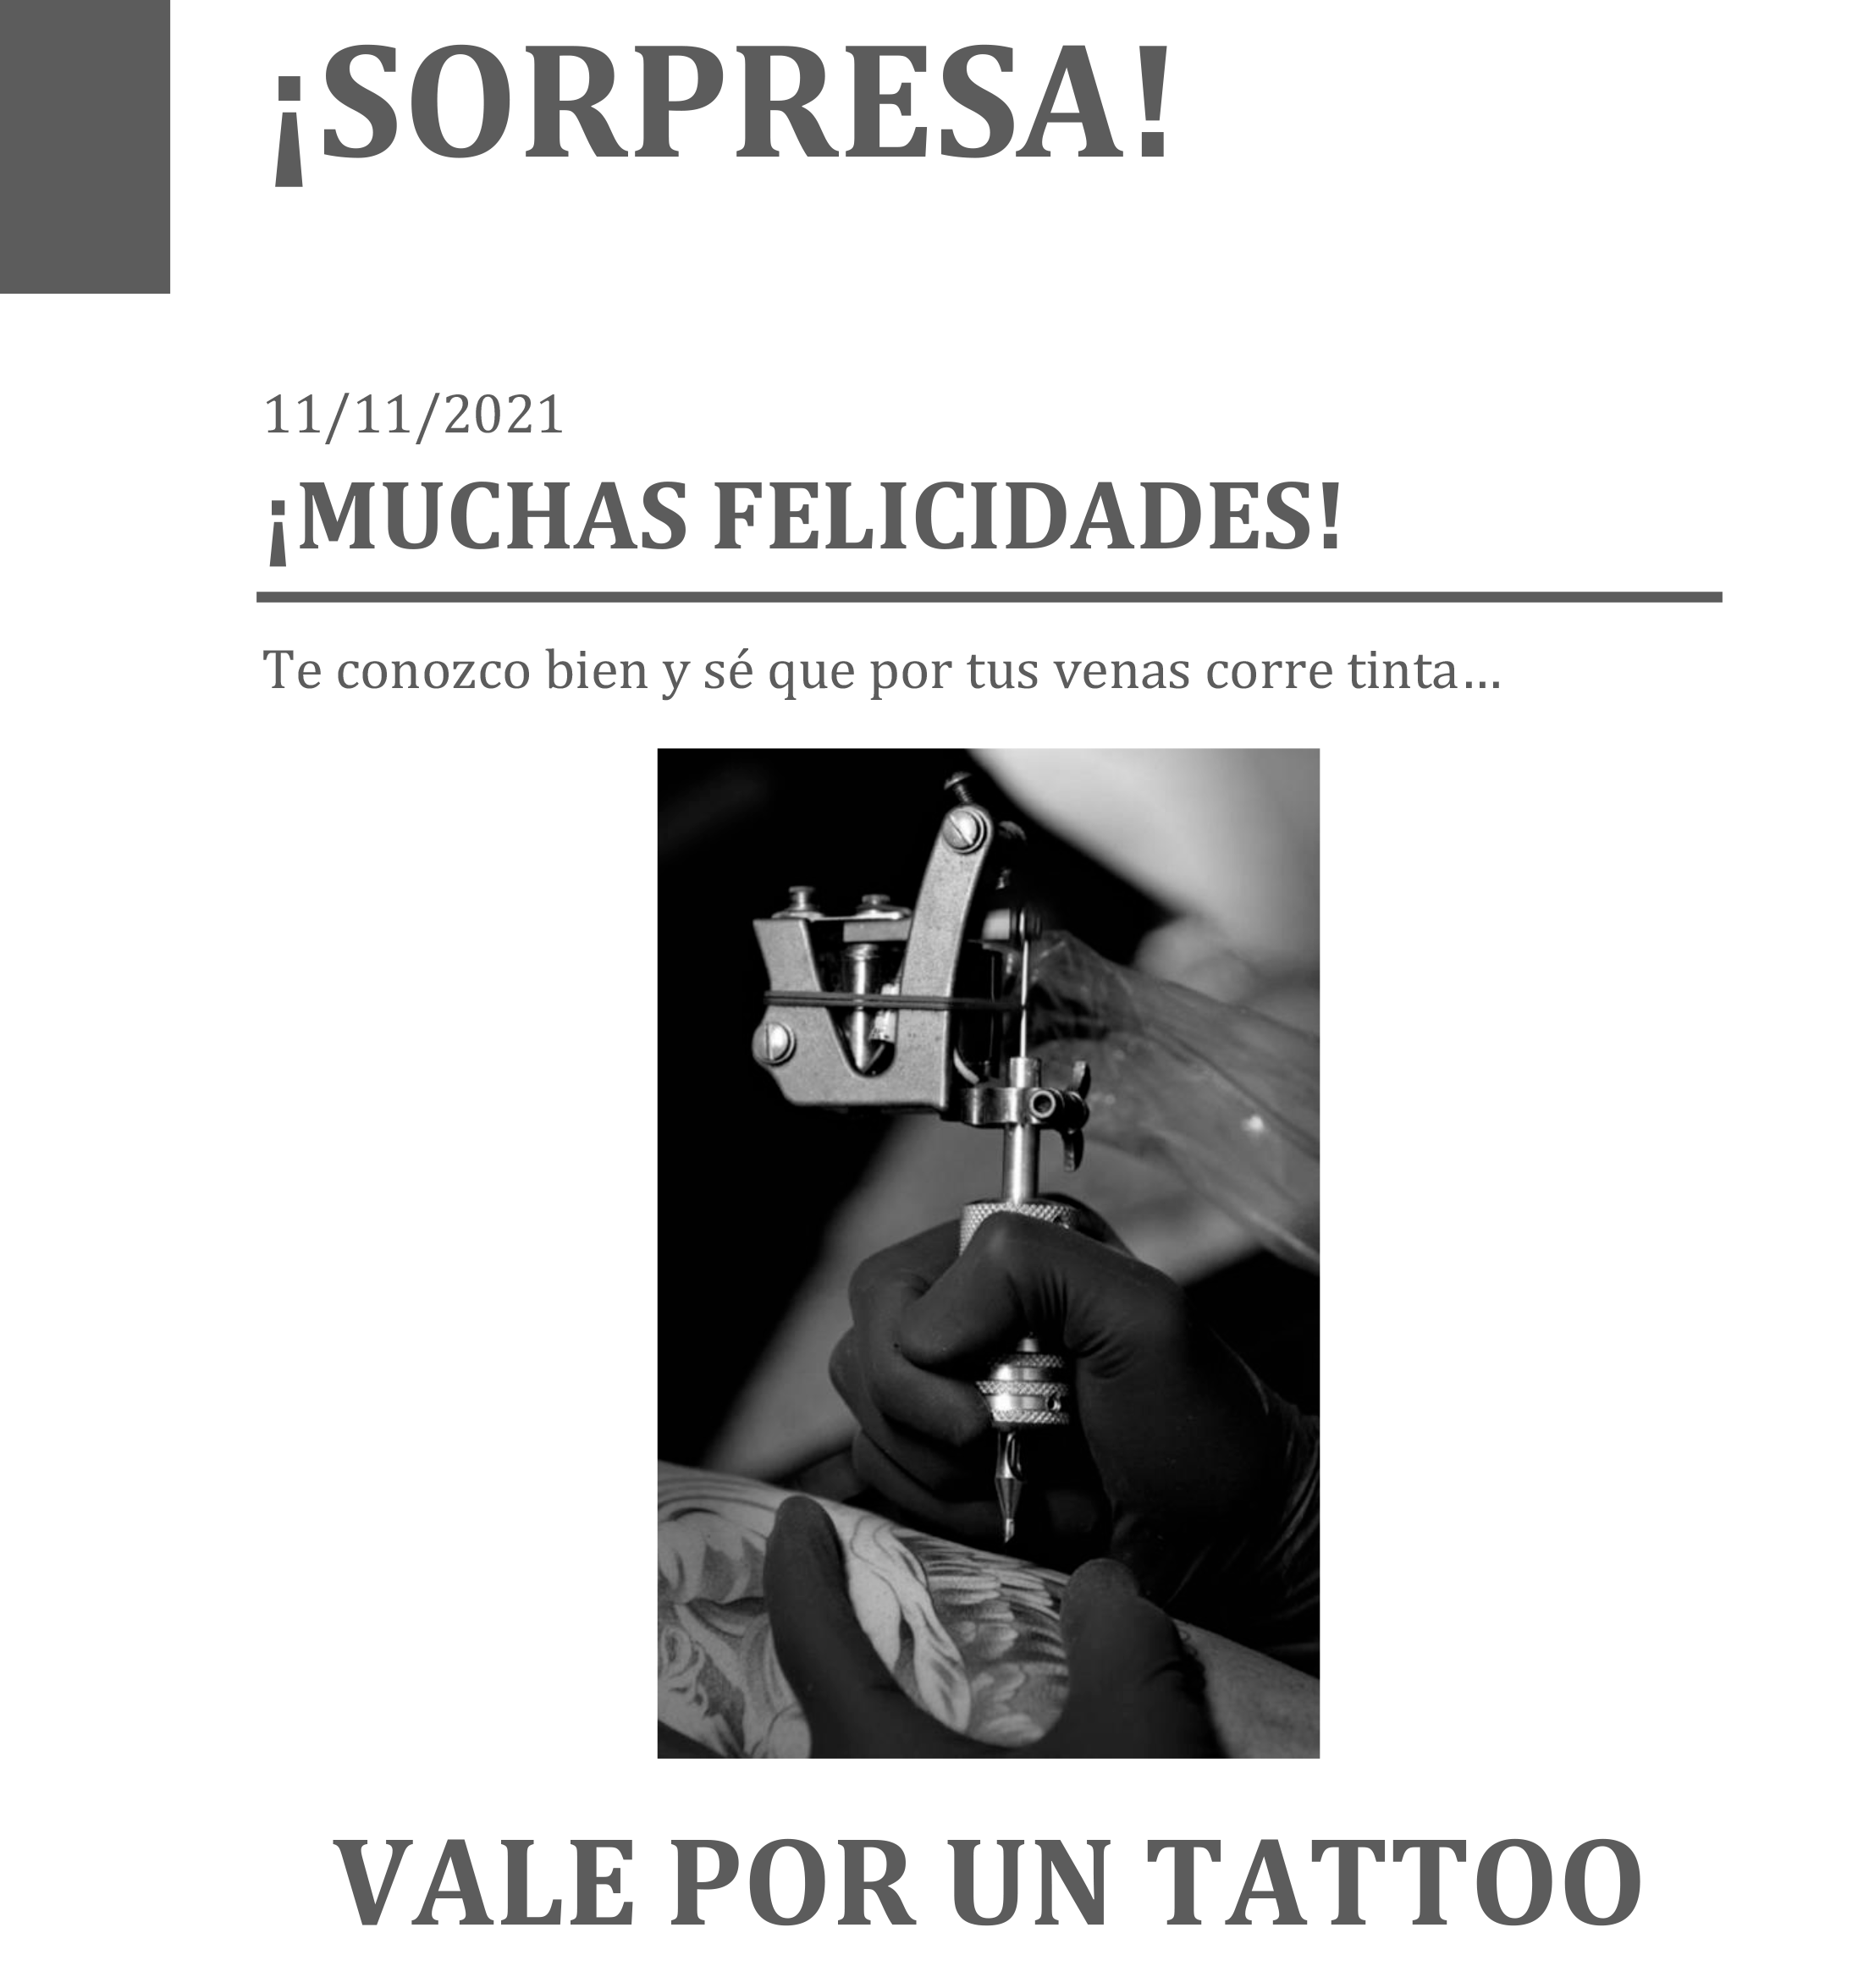 ¡SORPRESA!
11/11/2021
¡MUCHAS FELICIDADES!
Te conozco bien y sé que por tus venas corre tinta...
VALE POR UN TATTOO